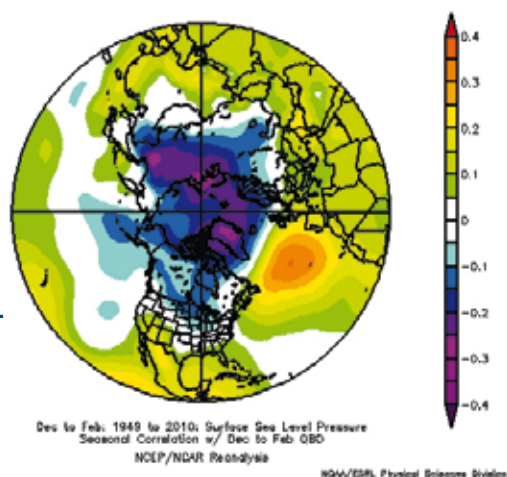 0.4
0.3
0.2
0.1
0
-0.1
-0.2
-0.3
-0.4
Dec to Feb: 1949 to 2010: Surface Sea Level Pressure
Seasonal Correlation w/ Dec to Feb QBO
NCEP/NCAR Reanalysis
NOAA/ESRL Physical Sciences Division